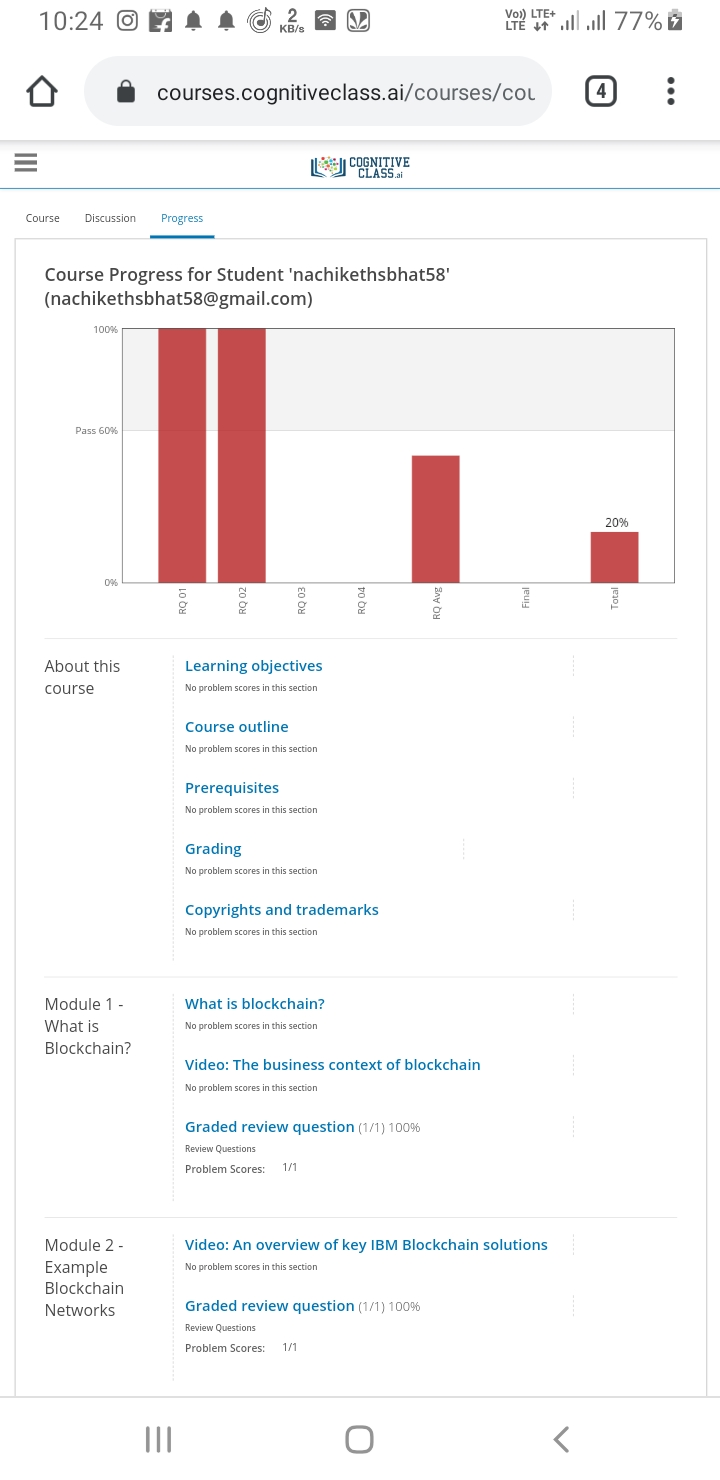 10:24
2
KB/s
Vo) LTE+
LTE
77%
courses.cognitiveclass.ai/courses/cou
4
COGNITIVE
CLASS.ai
Course Discussion Progress
Course Progress for Student 'nachikethsbhat58'
(nachikethsbhat58@gmail.com)
100%
Pass 60%
0%
20%
RQ 01
RQ 02
RQ 03
RQ 04
RQ Avg
Final
Total
About this
course
Learning objectives
No problem scores in this section
Course outline
No problem scores in this section
Prerequisites
No problem scores in this section
Grading
No problem scores in this section
Copyrights and trademarks
No problem scores in this section
Module 1 -
What is
Blockchain?
What is blockchain?
No problem scores in this section
Video: The business context of blockchain
No problem scores in this section
Graded review question (1/1) 100%
Review Questions
Problem Scores: 1/1
Module 2 -
Example
Blockchain
Networks
Video: An overview of key IBM Blockchain solutions
No problem scores in this section
Graded review question (1/1) 100%
Review Questions
Problem Scores: 1/1